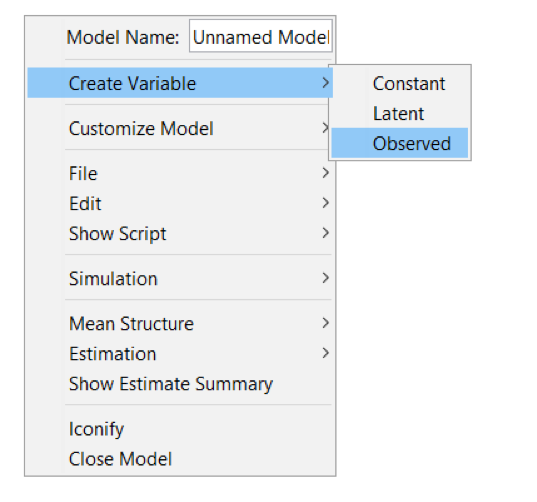 Model Name: Unnamed Model
Create Variable
Constant
Latent
Observed
Customize Model
File
Edit
Show Script
Simulation
Mean Structure
Estimation
Show Estimate Summary
Iconify
Close Model